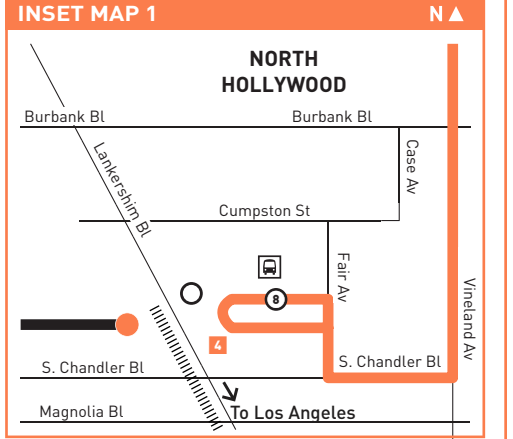 INSET MAP 1
N
NORTH
HOLLYWOOD
Burbank Bl
Burbank Bl
Lankershim Bl
Case Av
Cumpston St
Fair Av
8
Vineland Av
4
S. Chandler Bl
S. Chandler Bl
Magnolia Bl
To Los Angeles